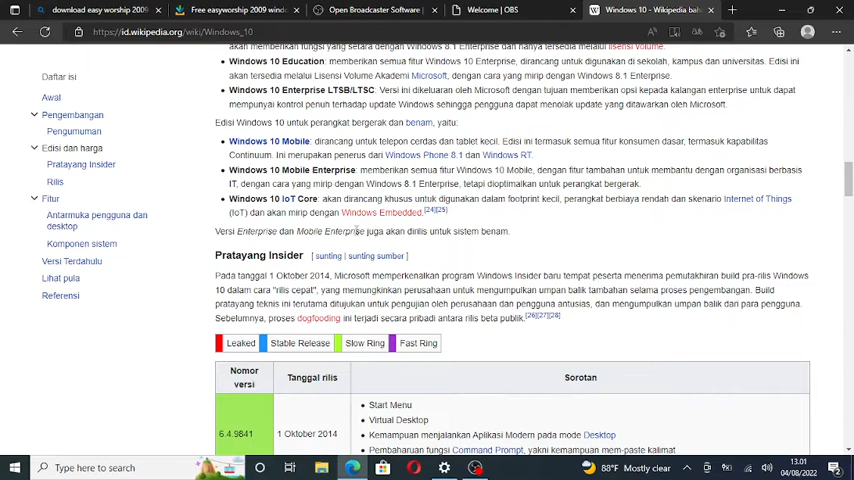 download easy worship 2009
Free easyworship 2009 windo
Open Broadcaster Software |
Welcome | OBS
Windows 10 - Wikipedia bah
https://id.wikipedia.org/wiki/Windows_10
akan memberikan fungsi yang setara dengan Windows 8.1 Enterprise dan hanya tersedia melalui lisensi Volume.
Daftar isi
Awal
Pengembangan
Pengumuman
Edisi dan harga
Pratayang Insider
Rilis
Fitur
Antarmuka pengguna dan
desktop
Komponen sistem
Versi Terdahulu
Lihat pula
Referensi
Windows 10 Education: memberikan semua fitur Windows 10 Enterprise, dirancang untuk digunakan di sekolah, kampus dan universitas. Edisi ini
akan tersedia melalui Lisensi Volume Akademi Microsoft, dengan cara yang mirip dengan Windows 8.1 Enterprise.
Windows 10 Enterprise LTSB/LTSC: Versi ini dikeluaran oleh Microsoft dengan tujuan memberikan opsi kepada kalangan enterprise untuk dapat
mempunyai kontrol penuh terhadap update Windows sehingga pengguna dapat menolak update yang ditawarkan oleh Microsoft.
Edisi Windows 10 untuk perangkat bergerak dan benam, yaitu:
Windows 10 Mobile: dirancang untuk telepon cerdas dan tablet kecil. Edisi ini termasuk semua fitur konsumen dasar, termasuk kapabilitas
Continuum. Ini merupakan penerus dari Windows Phone 8.1 dan Windows RT.
Windows 10 Mobile Enterprise: memberikan semua fitur Windows 10 Mobile, dengan fitur tambahan untuk membantu dengan organisasi berbasis
IT, dengan cara yang mirip dengan Windows 8.1 Enterprise, tetapi dioptimalkan untuk perangkat bergerak.
Windows 10 IoT Core: akan dirancang khusus untuk digunakan dalam footprint kecil, perangkat berbiaya rendah dan skenario Internet of Things
(IoT) dan akan mirip dengan Windows Embedded.[24][25]
Versi Enterprise dan Mobile Enterprise juga akan dirilis untuk sistem benam.
Pratayang Insider [ sunting | sunting sumber ]
Pada tanggal 1 Oktober 2014, Microsoft memperkenalkan program Windows Insider baru tempat peserta menerima pemutakhiran build pra-rilis Windows
10 dalam cara "rilis cepat", yang memungkinkan perusahaan untuk mengumpulkan umpan balik tambahan selama proses pengembangan. Build
pratayang teknis ini terutama ditujukan untuk pengujian oleh perusahaan dan pengguna antusias, dan mengumpulkan umpan balik dari para pengguna.
Sebelumnya, proses dogfooding ini terjadi secara pribadi antara rilis beta publik.[26][27][28]
Leaked Stable Release Slow Ring Fast Ring
Nomor
versi
Tanggal rilis
Sorotan
6.4.9841
1 Oktober 2014
Start Menu
Virtual Desktop
Kemampuan menjalankan Aplikasi Modern pada mode Desktop
Pembaharuan fungsi Command Prompt, yakni kemampuan mem-paste kalimat
Type here to search
88°F Mostly clear
13.01
04/08/2022
2